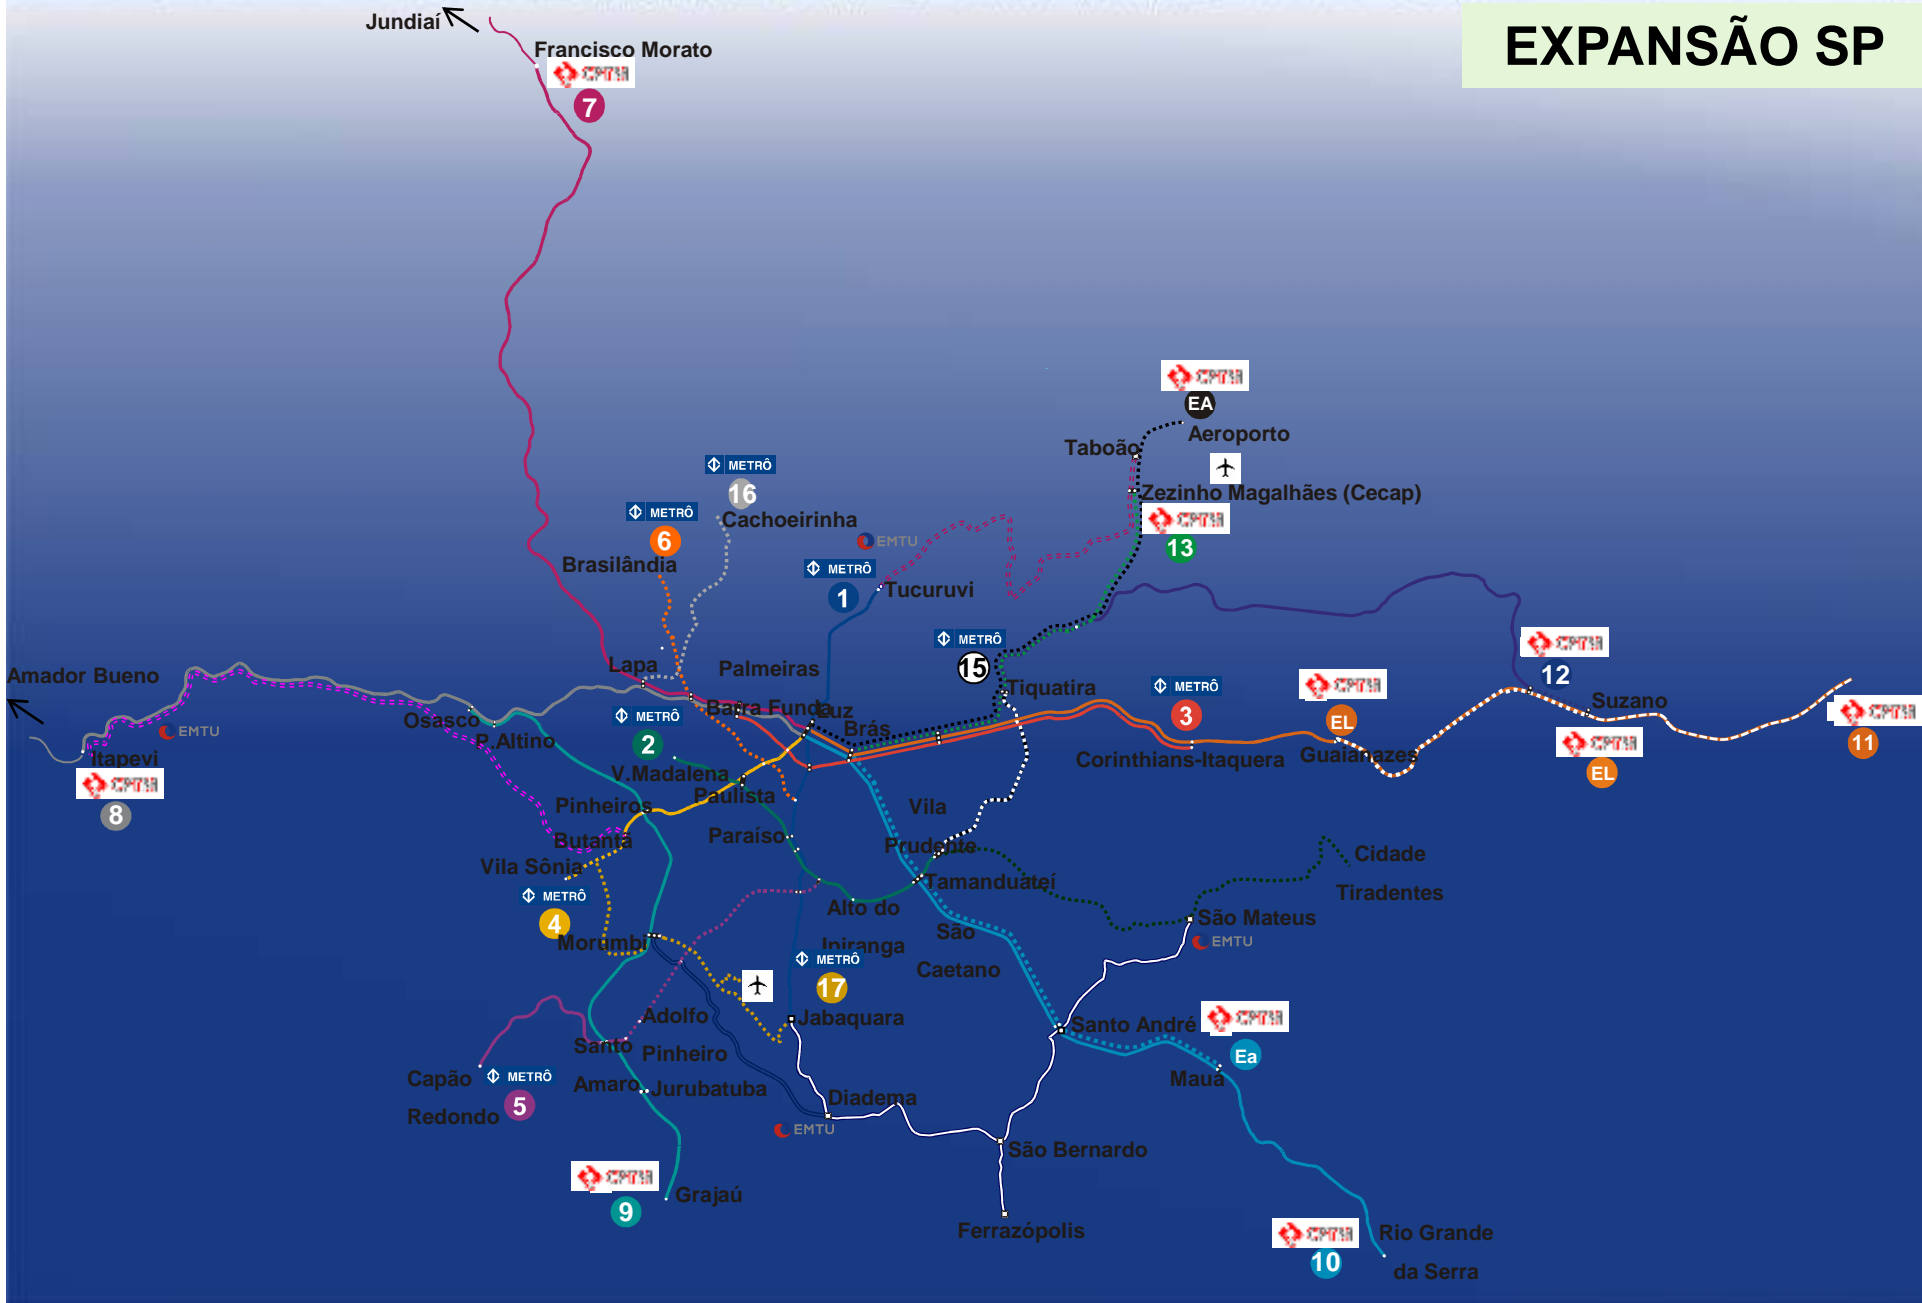 EXPANSÃO SP
Jundiaí
Francisco Morato
CPTM
7
CPTM
EA
Aeroporto
Taboão
Zezinho Magalhães (Cecap)
CPTM
13
METRÔ
16
Cachoeirinha
METRÔ
6
Brasilândia
EMTU
METRÔ
1
Tucuruvi
METRÔ
15
Tiquatira
METRÔ
3
Corinthians-Itaquera
CPTM
EL
Guaianazes
CPTM
12
Suzano
CPTM
EL
CPTM
11
Amador Bueno
EMTU
Itapevi
CPTM
8
Osasco
P.Altino
Lapa
Palmeiras
Barra Funda
Luz
Brás
METRÔ
2
V.Madalena
Paulista
Pinheiros
Paraíso
Butantã
Vila Sônia
METRÔ
4
Morumbi
Vila
Prudente
Tamanduateí
Alto do
Ipiranga
São
Caetano
Cidade
Tiradentes
São Mateus
EMTU
METRÔ
17
Jabaquara
Adolfo
Pinheiro
Santo
Amaro
Jurubatuba
Capão
Redondo
METRÔ
5
Santo André
CPTM
Ea
Mauá
Diadema
EMTU
São Bernardo
CPTM
9
Grajaú
Ferrazópolis
CPTM
10
Rio Grande
da Serra